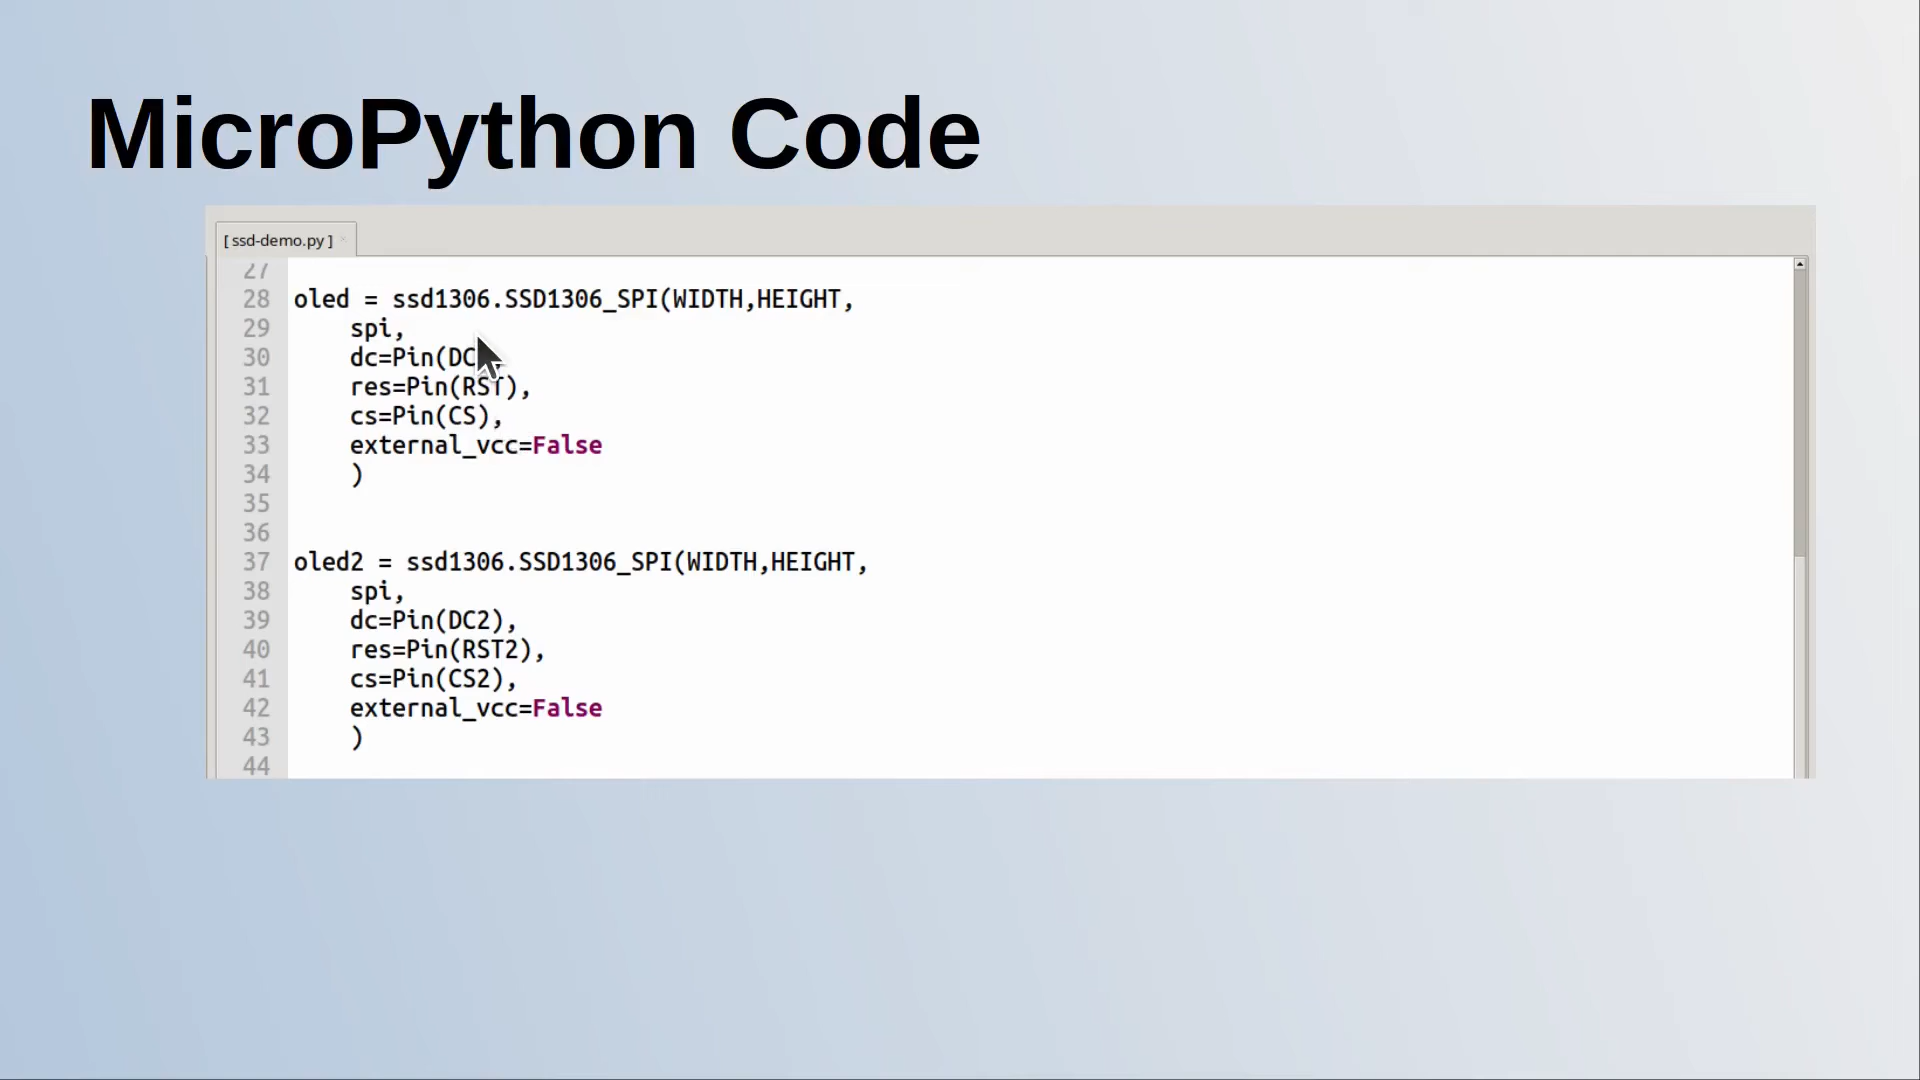 MicroPython Code
[ ssd-demo.py ] ×
27
28 oled = ssd1306.SSD1306_SPI(WIDTH,HEIGHT,
29     spi,
30     dc=Pin(DC
31     res=Pin(RST),
32     cs=Pin(CS),
33     external_vcc=False
34     )
35
36
37 oled2 = ssd1306.SSD1306_SPI(WIDTH,HEIGHT,
38     spi,
39     dc=Pin(DC2),
40     res=Pin(RST2),
41     cs=Pin(CS2),
42     external_vcc=False
43     )
44